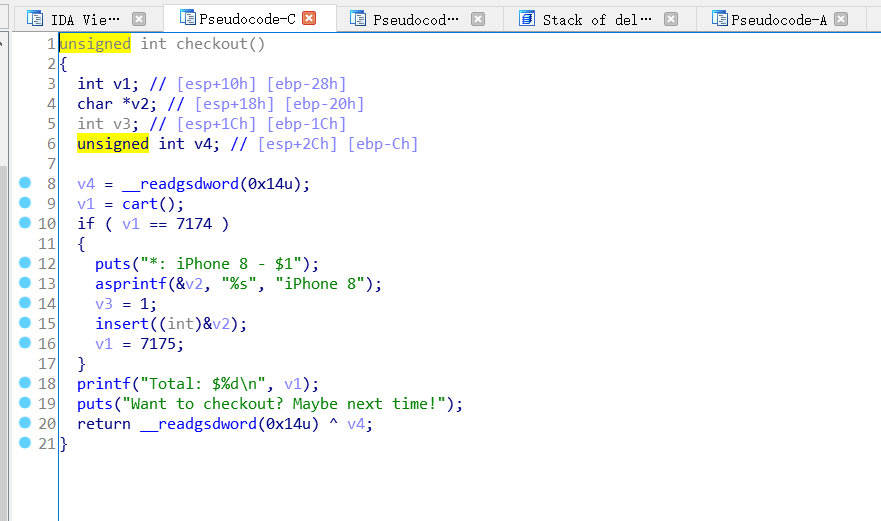 IDA Vie··· Pseudocode-C Pseudocod··· Stack of del··· Pseudocode-A
1 unsigned int checkout()
2 {
3 int v1; // [esp+10h] [ebp-28h]
4 char *v2; // [esp+18h] [ebp-20h]
5 int v3; // [esp+1Ch] [ebp-1Ch]
6 unsigned int v4; // [esp+2Ch] [ebp-Ch]
7
8 v4 = __readgsdword(0x14u);
9 v1 = cart();
10 if ( v1 == 7174 )
11 {
12 puts("*: iPhone 8 - $1");
13 asprintf(&v2, "%s", "iPhone 8");
14 v3 = 1;
15 insert((int)&v2);
16 v1 = 7175;
17 }
18 printf("Total: $%d\n", v1);
19 puts("Want to checkout? Maybe next time!");
20 return __readgsdword(0x14u) ^ v4;
21 }